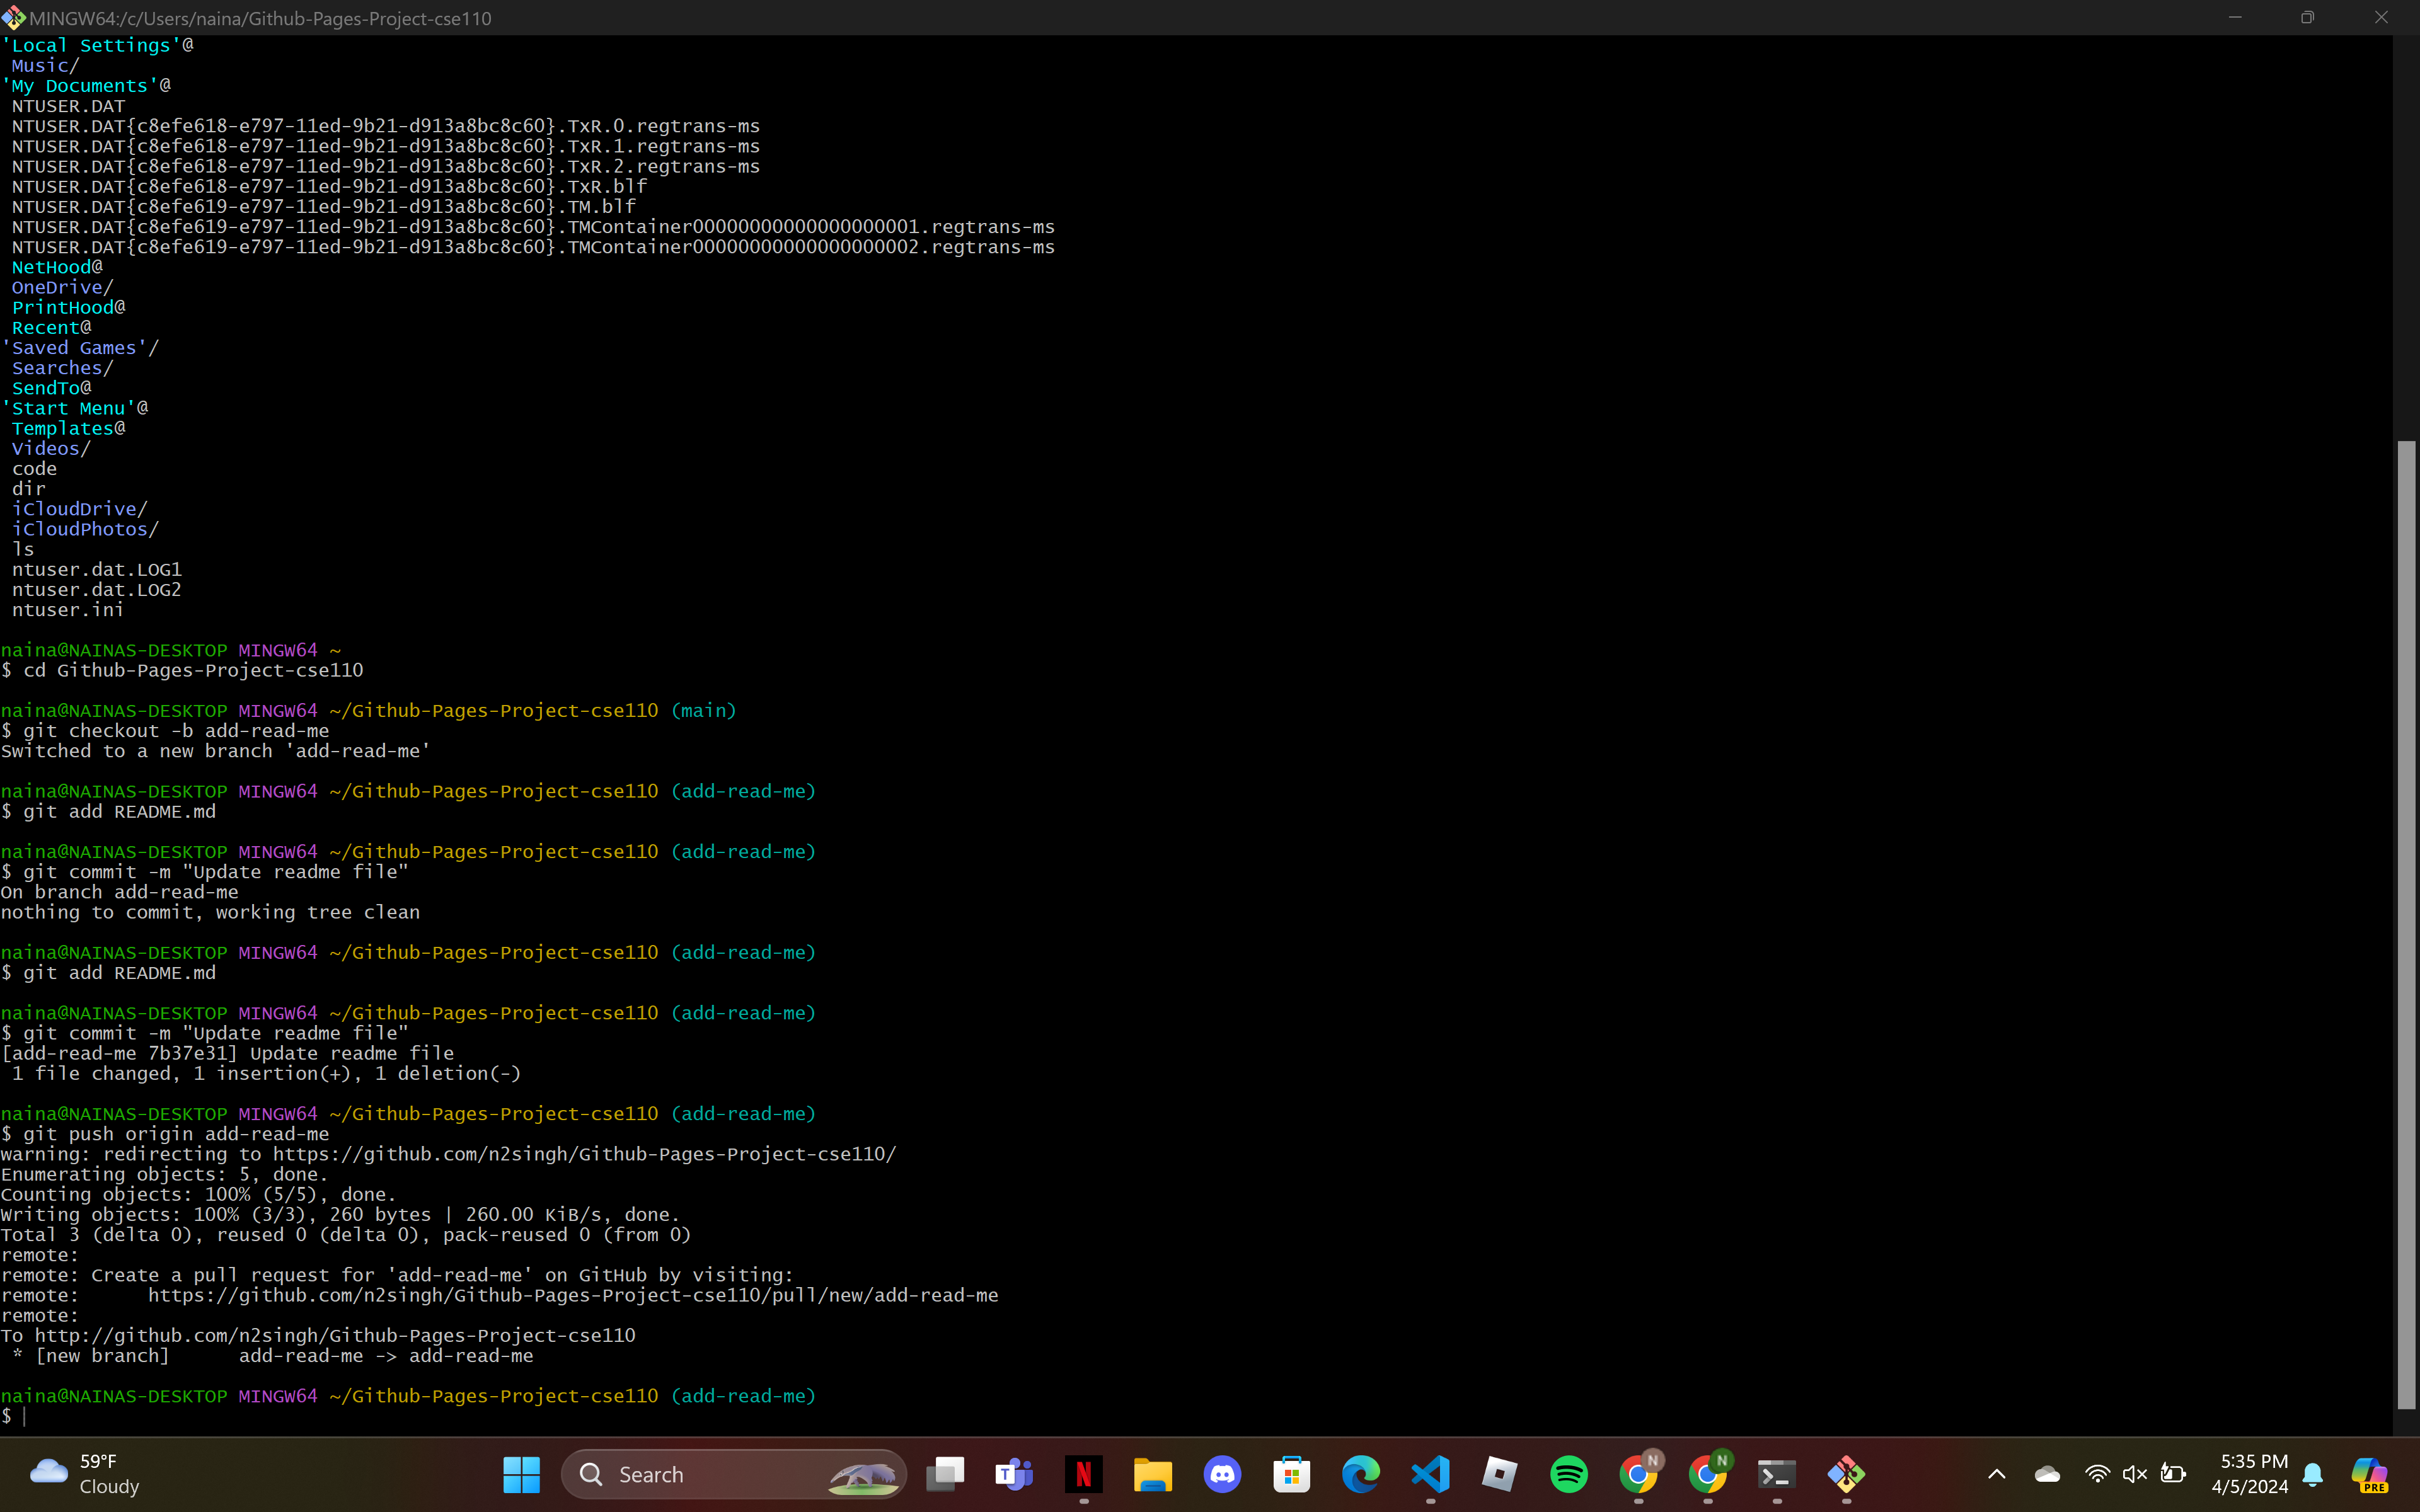 MINGW64:/c/Users/naina/Github-Pages-Project-cse110
'Local Settings'@
Music/
'My Documents'@
NTUSER.DAT
NTUSER.DAT{c8efe618-e797-11ed-9b21-d913a8bc8c60}.TxR.0.regtrans-ms
NTUSER.DAT{c8efe618-e797-11ed-9b21-d913a8bc8c60}.TxR.1.regtrans-ms
NTUSER.DAT{c8efe618-e797-11ed-9b21-d913a8bc8c60}.TxR.2.regtrans-ms
NTUSER.DAT{c8efe618-e797-11ed-9b21-d913a8bc8c60}.TxR.blf
NTUSER.DAT{c8efe619-e797-11ed-9b21-d913a8bc8c60}.TM.blf
NTUSER.DAT{c8efe619-e797-11ed-9b21-d913a8bc8c60}.TMContainer00000000000000000001.regtrans-ms
NTUSER.DAT{c8efe619-e797-11ed-9b21-d913a8bc8c60}.TMContainer00000000000000000002.regtrans-ms
NetHood@
OneDrive/
PrintHood@
Recent@
'Saved Games'/
Searches/
SendTo@
'Start Menu'@
Templates@
Videos/
code
dir
iCloudDrive/
iCloudPhotos/
ls
ntuser.dat.LOG1
ntuser.dat.LOG2
ntuser.ini
naina@NAINAS-DESKTOP MINGW64 ~
$ cd Github-Pages-Project-cse110
naina@NAINAS-DESKTOP MINGW64 ~/Github-Pages-Project-cse110 (main)
$ git checkout -b add-read-me
Switched to a new branch 'add-read-me'
naina@NAINAS-DESKTOP MINGW64 ~/Github-Pages-Project-cse110 (add-read-me)
$ git add README.md
naina@NAINAS-DESKTOP MINGW64 ~/Github-Pages-Project-cse110 (add-read-me)
$ git commit -m "Update readme file"
On branch add-read-me
nothing to commit, working tree clean
naina@NAINAS-DESKTOP MINGW64 ~/Github-Pages-Project-cse110 (add-read-me)
$ git add README.md
naina@NAINAS-DESKTOP MINGW64 ~/Github-Pages-Project-cse110 (add-read-me)
$ git commit -m "Update readme file"
[add-read-me 7b37e31] Update readme file
1 file changed, 1 insertion(+), 1 deletion(-)
naina@NAINAS-DESKTOP MINGW64 ~/Github-Pages-Project-cse110 (add-read-me)
$ git push origin add-read-me
warning: redirecting to https://github.com/n2singh/Github-Pages-Project-cse110/
Enumerating objects: 5, done.
Counting objects: 100% (5/5), done.
Writing objects: 100% (3/3), 260 bytes | 260.00 KiB/s, done.
Total 3 (delta 0), reused 0 (delta 0), pack-reused 0 (from 0)
remote:
remote: Create a pull request for 'add-read-me' on GitHub by visiting:
remote:      https://github.com/n2singh/Github-Pages-Project-cse110/pull/new/add-read-me
remote:
To http://github.com/n2singh/Github-Pages-Project-cse110
* [new branch]      add-read-me -> add-read-me
naina@NAINAS-DESKTOP MINGW64 ~/Github-Pages-Project-cse110 (add-read-me)
$
59°F
Cloudy
Search
T
N
N
N
5:35 PM
4/5/2024
PRE